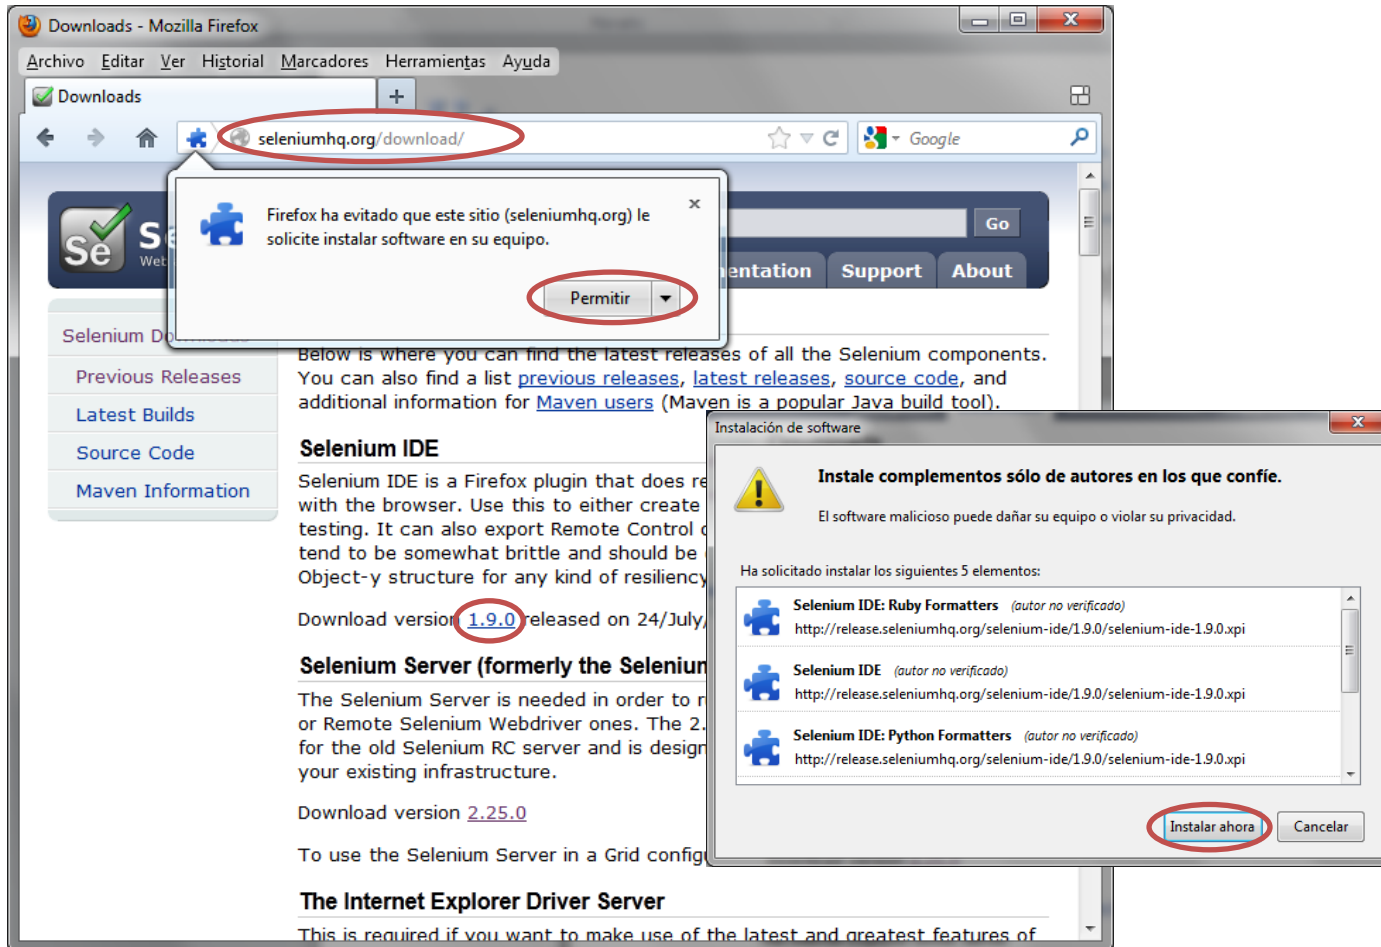 Downloads - Mozilla Firefox
Archivo Editar Ver Historial Marcadores Herramientas Ayuda
Downloads
seleniumhq.org/download/
Google
Firefox ha evitado que este sitio (seleniumhq.org) le
solicite instalar software en su equipo.
Permitir
Se
Go
Support About
Selenium
Previous Releases
Latest Builds
Source Code
Maven Information
Below is where you can find the latest releases of all the Selenium components.
You can also find a list previous releases, latest releases, source code, and
additional information for Maven users (Maven is a popular Java build tool).
Selenium IDE
Selenium IDE is a Firefox plugin that does
with the browser. Use this to either create
testing. It can also export Remote Control
tend to be somewhat brittle and should be
Object-y structure for any kind of resiliency
Download version 1.9.0 released on 24/July/
Selenium Server (formerly the Selenium
The Selenium Server is needed in order to
or Remote Selenium Webdriver ones. The 2.
for the old Selenium RC server and is
your existing infrastructure.
Download version 2.25.0
To use the Selenium Server in a Grid
The Internet Explorer Driver Server
This is required if you want to make use of the latest and greatest features of
Instalación de software
Instale complementos sólo de autores en los que confíe.
El software malicioso puede dañar su equipo o violar su privacidad.
Ha solicitado instalar los siguientes 5 elementos:
Selenium IDE: Ruby Formatters (autor no verificado)
http://release.seleniumhq.org/selenium-ide/1.9.0/selenium-ide-1.9.0.xpi
Selenium IDE (autor no verificado)
http://release.seleniumhq.org/selenium-ide/1.9.0/selenium-ide-1.9.0.xpi
Selenium IDE: Python Formatters (autor no verificado)
http://release.seleniumhq.org/selenium-ide/1.9.0/selenium-ide-1.9.0.xpi
Instalar ahora Cancelar